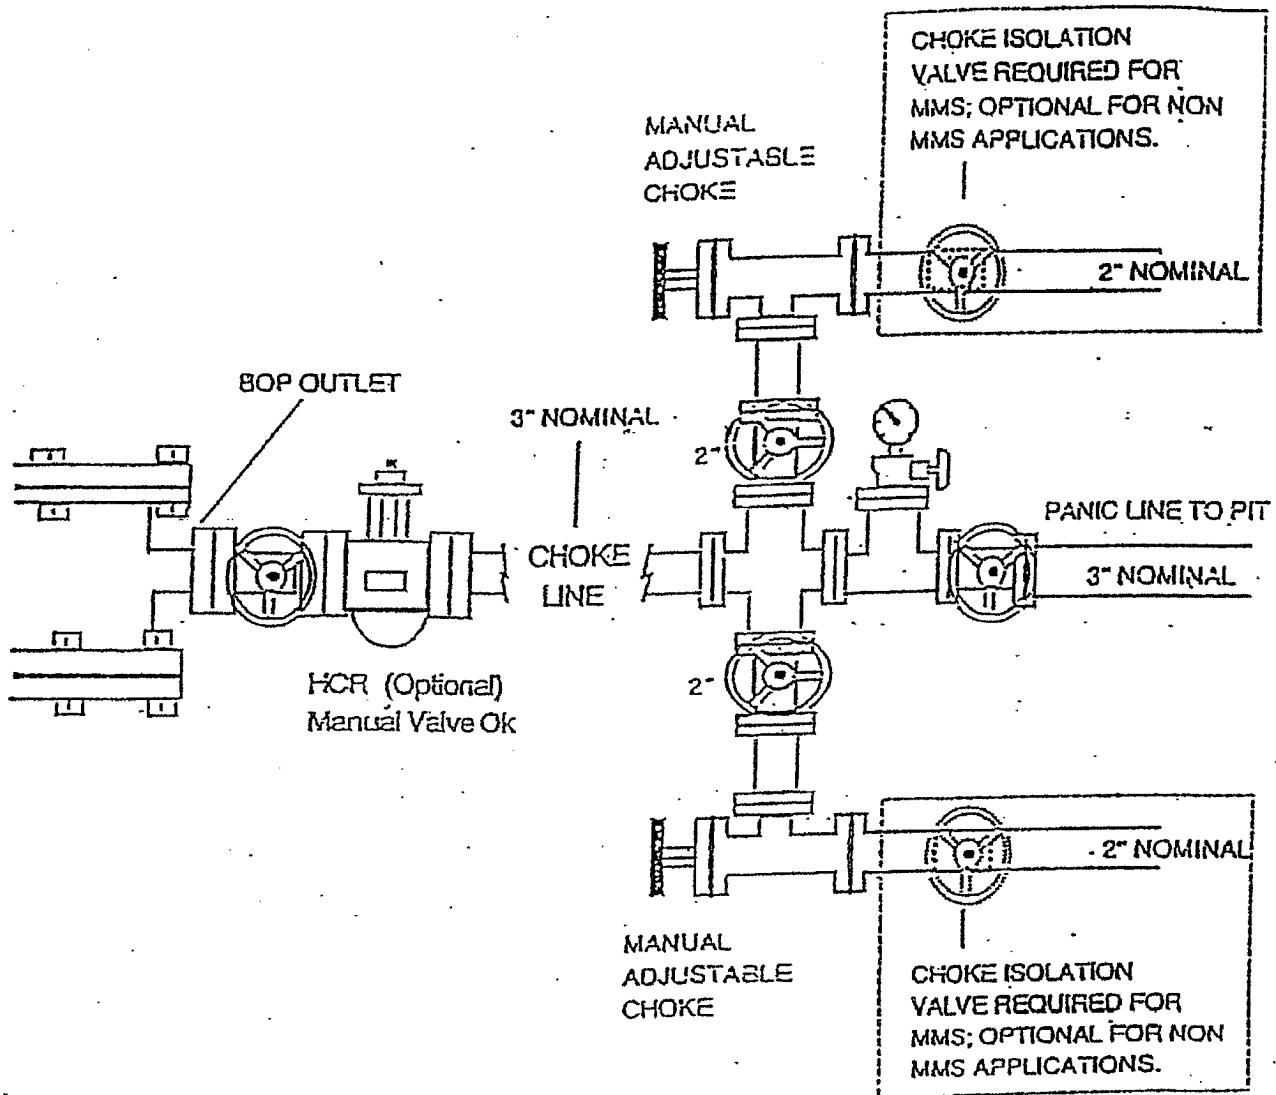 CHOKE ISOLATION
VALVE REQUIRED FOR
MMS; OPTIONAL FOR NON
MMS APPLICATIONS.
MANUAL
ADJUSTABLE
CHOKE
2" NOMINAL
BOP OUTLET
3" NOMINAL
2"
PANIC LINE TO PIT
CHOKE
LINE
3" NOMINAL
HCR (Optional)
Manual Valve Ok
2"
2" NOMINAL
MANUAL
ADJUSTABLE
CHOKE
CHOKE ISOLATION
VALVE REQUIRED FOR
MMS; OPTIONAL FOR NON
MMS APPLICATIONS.